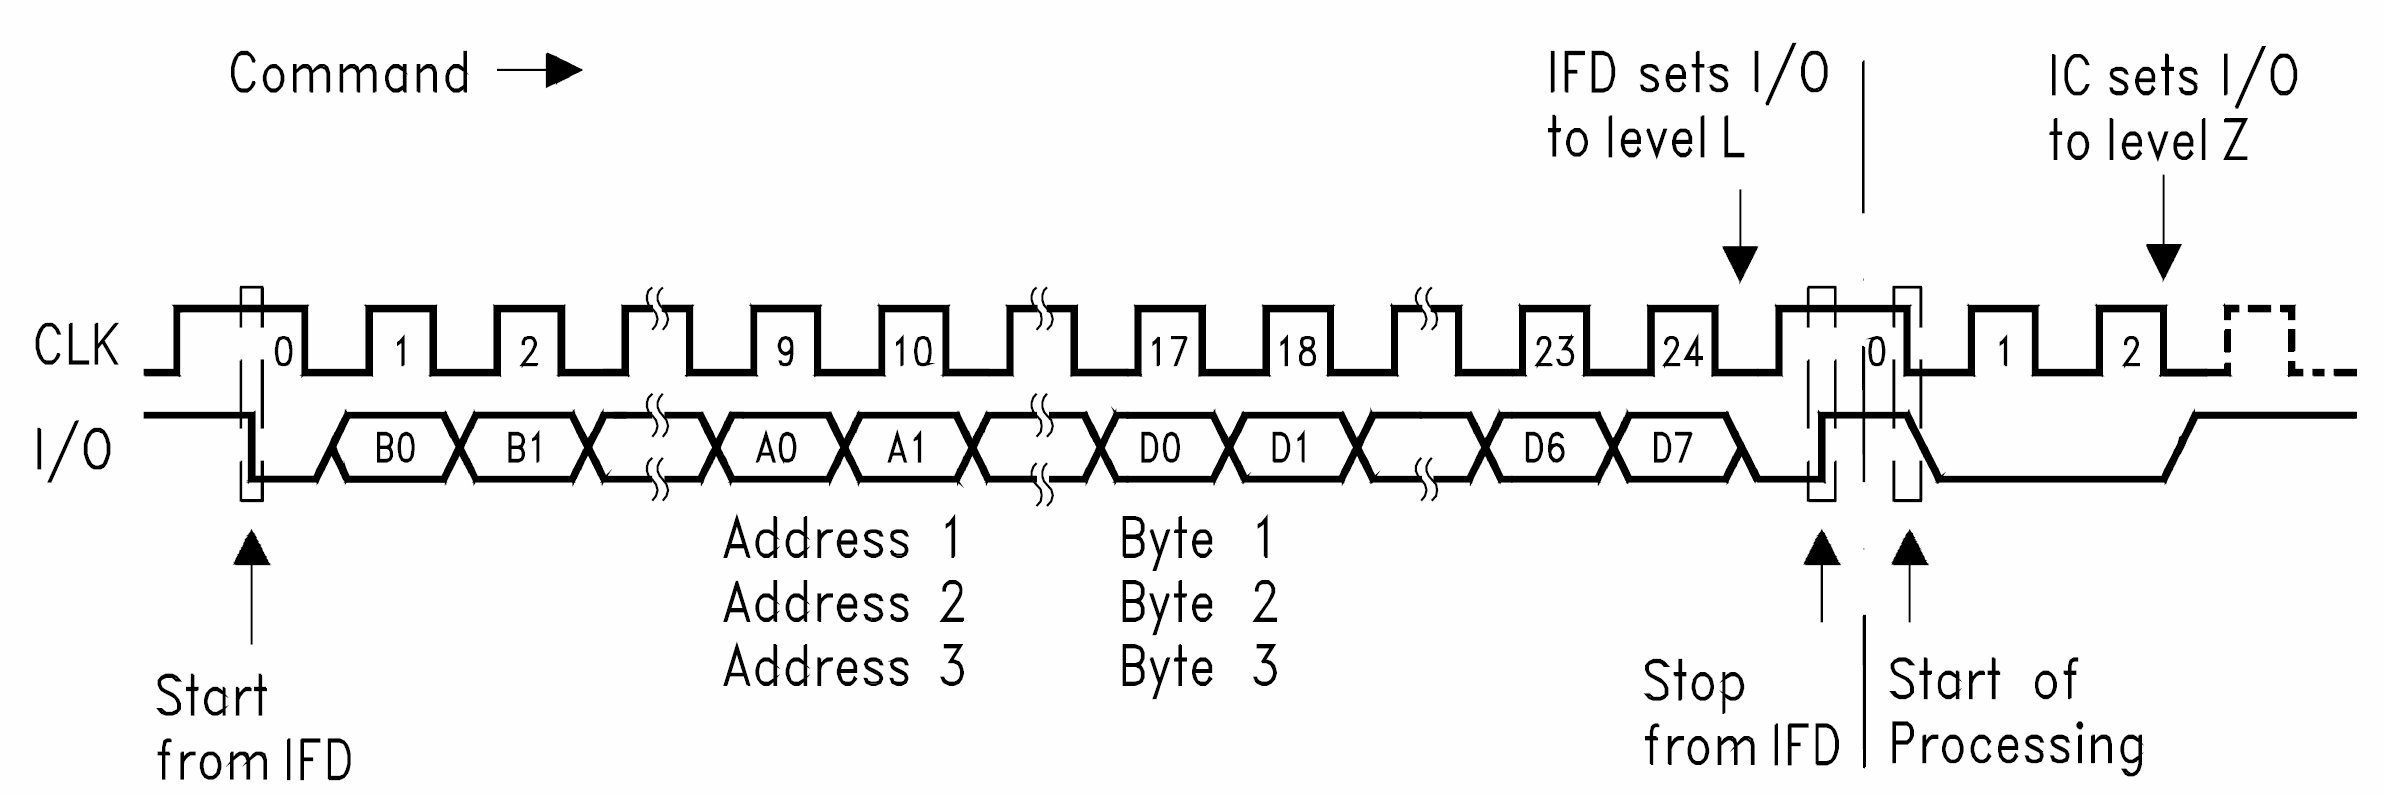 Command
IFD sets I/O
to level L
IC sets I/O
to level Z
CLK 0 1 2 9 10 17 18 23 24 0 1 2
I/O B0 B1 A0 A1 D0 D1 D6 D7
Address 1 Byte 1
Address 2 Byte 2
Address 3 Byte 3
Start
from IFD
Stop
from IFD
Start of
Processing